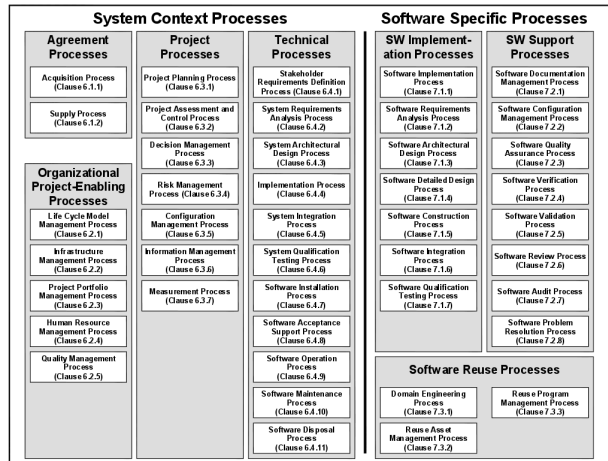 System Context Processes
Agreement
Processes
Acquisition Process
(Clause 6.1.1)
Supply Process
(Clause 6.1.2)
Organizational
Project-Enabling
Processes
Life Cycle Model
Management Process
(Clause 6.2.1)
Infrastructure
Management Process
(Clause 6.2.2)
Project Portfolio
Management Process
(Clause 6.2.3)
Human Resource
Management Process
(Clause 6.2.4)
Quality Management
Process
(Clause 6.2.5)
Project
Processes
Project Planning Process
(Clause 6.3.1)
Project Assessment and
Control Process
(Clause 6.3.2)
Decision Management
Process
(Clause 6.3.3)
Risk Management
Process (Clause 6.3.4)
Configuration
Management Process
(Clause 6.3.5)
Information Management
Process
(Clause 6.3.6)
Measurement Process
(Clause 6.3.7)
Technical
Processes
Stakeholder
Requirements Definition
Process (Clause 6.4.1)
System Requirements
Analysis Process
(Clause 6.4.2)
System Architectural
Design Process
(Clause 6.4.3)
Implementation Process
(Clause 6.4.4)
System Integration
Process
(Clause 6.4.5)
System Qualification
Testing Process
(Clause 6.4.6)
Software Installation
Process
(Clause 6.4.7)
Software Acceptance
Support Process
(Clause 6.4.8)
Software Operation
Process
(Clause 6.4.9)
Software Maintenance
Process
(Clause 6.4.10)
Software Disposal
Process
(Clause 6.4.11)
Software Specific Processes
SW Implement-
ation Processes
Software Implementation
Process
(Clause 7.1.1)
Software Requirements
Analysis Process
(Clause 7.1.2)
Software Architectural
Design Process
(Clause 7.1.3)
Software Detailed Design
Process
(Clause 7.1.4)
Software Construction
Process
(Clause 7.1.5)
Software Integration
Process
(Clause 7.1.6)
Software Qualification
Testing Process
(Clause 7.1.7)
SW Support
Processes
Software Documentation
Management Process
(Clause 7.2.1)
Software Configuration
Management Process
(Clause 7.2.2)
Software Quality
Assurance Process
(Clause 7.2.3)
Software Verification
Process
(Clause 7.2.4)
Software Validation
Process
(Clause 7.2.5)
Software Review Process
(Clause 7.2.6)
Software Audit Process
(Clause 7.2.7)
Software Problem
Resolution Process
(Clause 7.2.8)
Software Reuse Processes
Domain Engineering
Process
(Clause 7.3.1)
Reuse Asset
Management Process
(Clause 7.3.2)
Reuse Program
Management Process
(Clause 7.3.3)